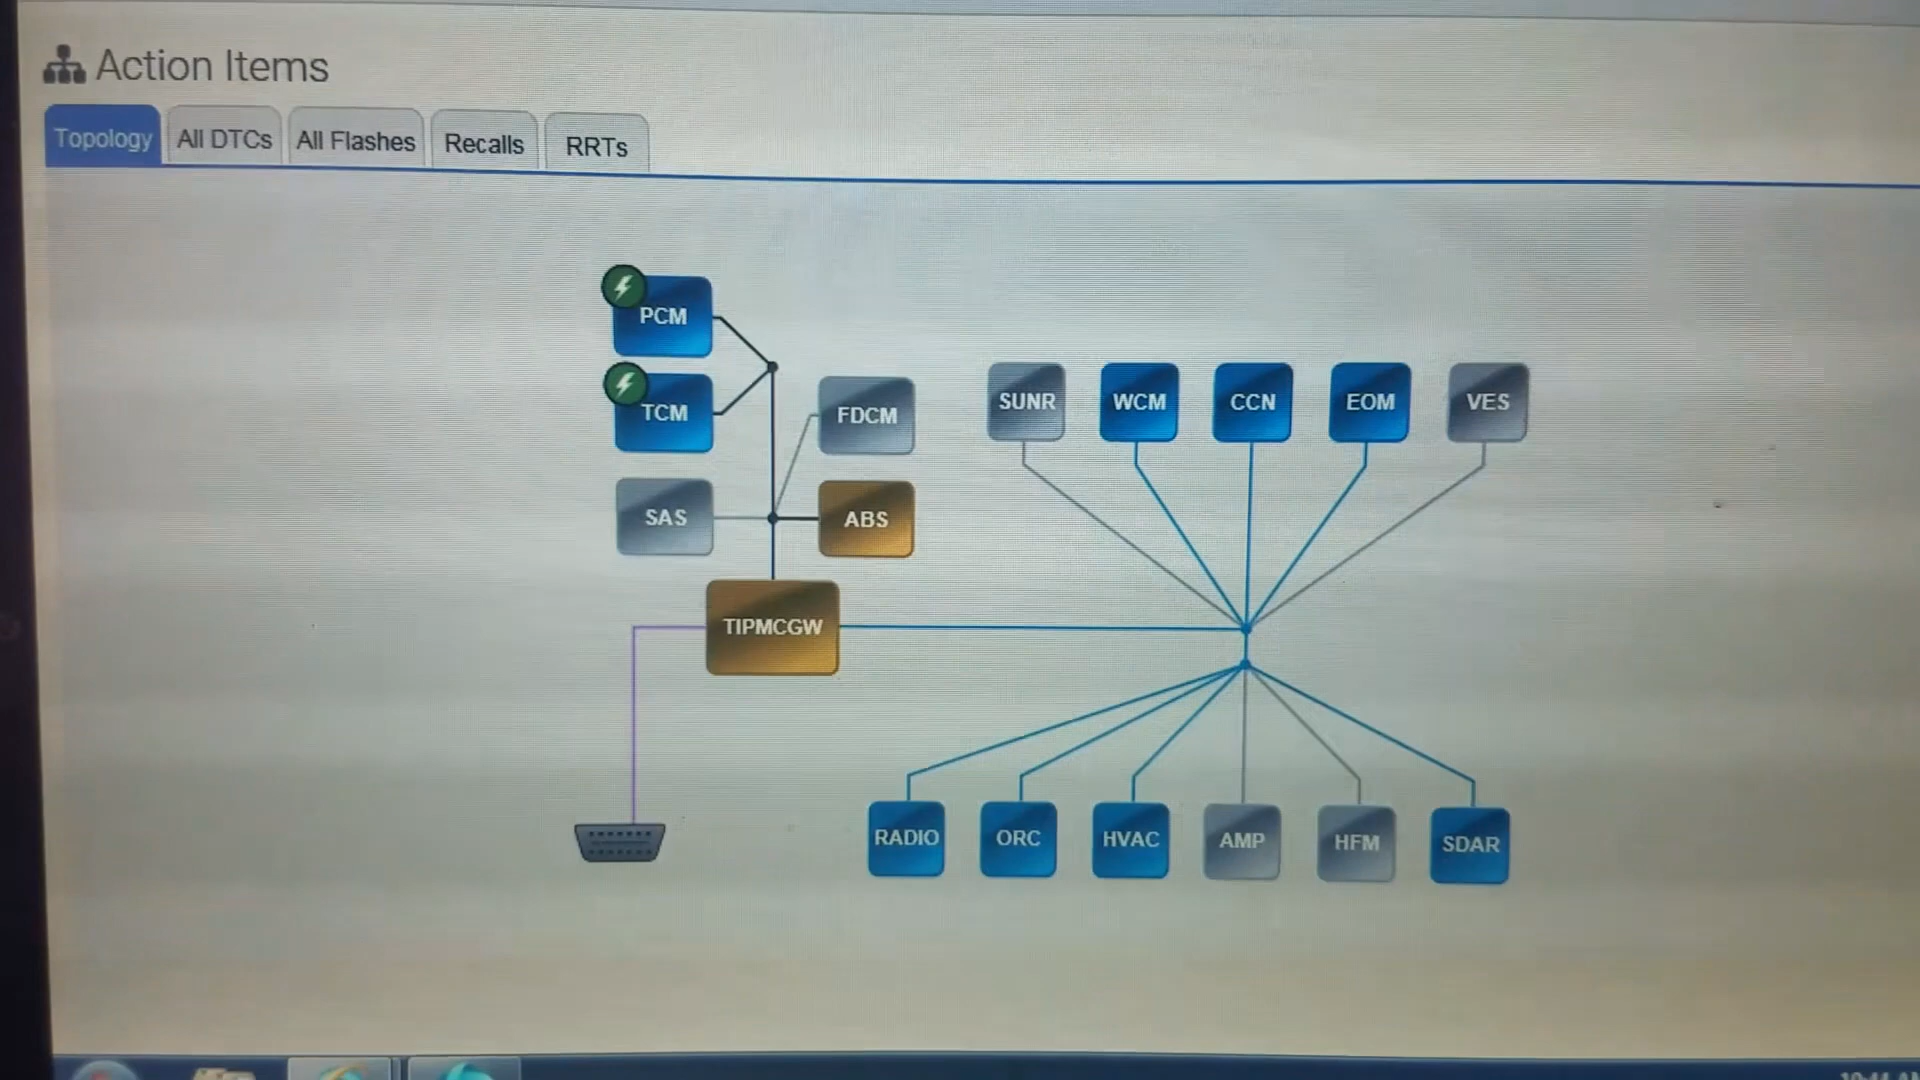 Action Items
Topology
All DTCs
All Flashes
Recalls
RRTs
PCM
TCM
FDCM
SUNR
WCM
CCN
EOM
VES
SAS
ABS
TIPMCGW
RADIO
ORC
HVAC
AMP
HFM
SDAR